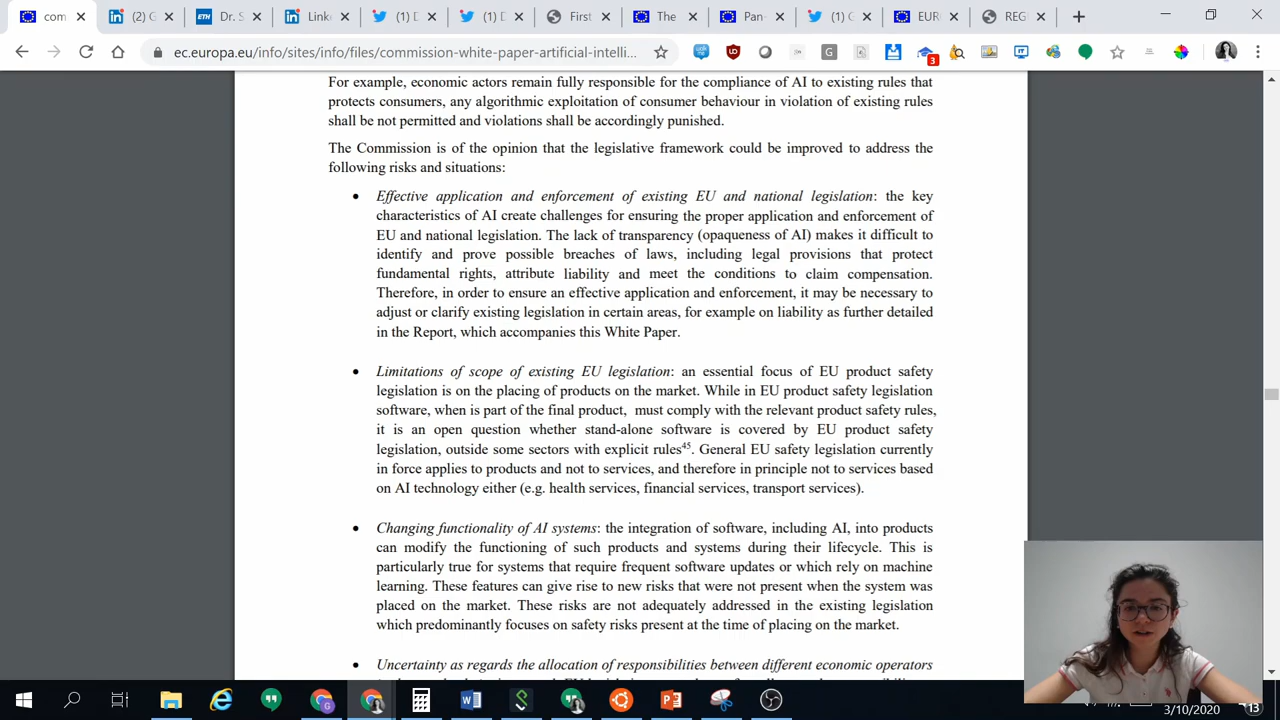 com
(2) G
Dr. S
Link
(1) D
(1) D
First
The
Pan-
(1) G
EUR
REG
ec.europa.eu/info/sites/info/files/commission-white-paper-artificial-intelli...
3
For example, economic actors remain fully responsible for the compliance of AI to existing rules that
protects consumers, any algorithmic exploitation of consumer behaviour in violation of existing rules
shall be not permitted and violations shall be accordingly punished.
The Commission is of the opinion that the legislative framework could be improved to address the
following risks and situations:
• Effective application and enforcement of existing EU and national legislation: the key
characteristics of AI create challenges for ensuring the proper application and enforcement of
EU and national legislation. The lack of transparency (opaqueness of AI) makes it difficult to
identify and prove possible breaches of laws, including legal provisions that protect
fundamental rights, attribute liability and meet the conditions to claim compensation.
Therefore, in order to ensure an effective application and enforcement, it may be necessary to
adjust or clarify existing legislation in certain areas, for example on liability as further detailed
in the Report, which accompanies this White Paper.
• Limitations of scope of existing EU legislation: an essential focus of EU product safety
legislation is on the placing of products on the market. While in EU product safety legislation
software, when is part of the final product, must comply with the relevant product safety rules,
it is an open question whether stand-alone software is covered by EU product safety
legislation, outside some sectors with explicit rules45. General EU safety legislation currently
in force applies to products and not to services, and therefore in principle not to services based
on AI technology either (e.g. health services, financial services, transport services).
• Changing functionality of AI systems: the integration of software, including AI, into products
can modify the functioning of such products and systems during their lifecycle. This is
particularly true for systems that require frequent software updates or which rely on machine
learning. These features can give rise to new risks that were not present when the system was
placed on the market. These risks are not adequately addressed in the existing legislation
which predominantly focuses on safety risks present at the time of placing on the market.
• Uncertainty as regards the allocation of responsibilities between different economic operators
3/10/2020
13